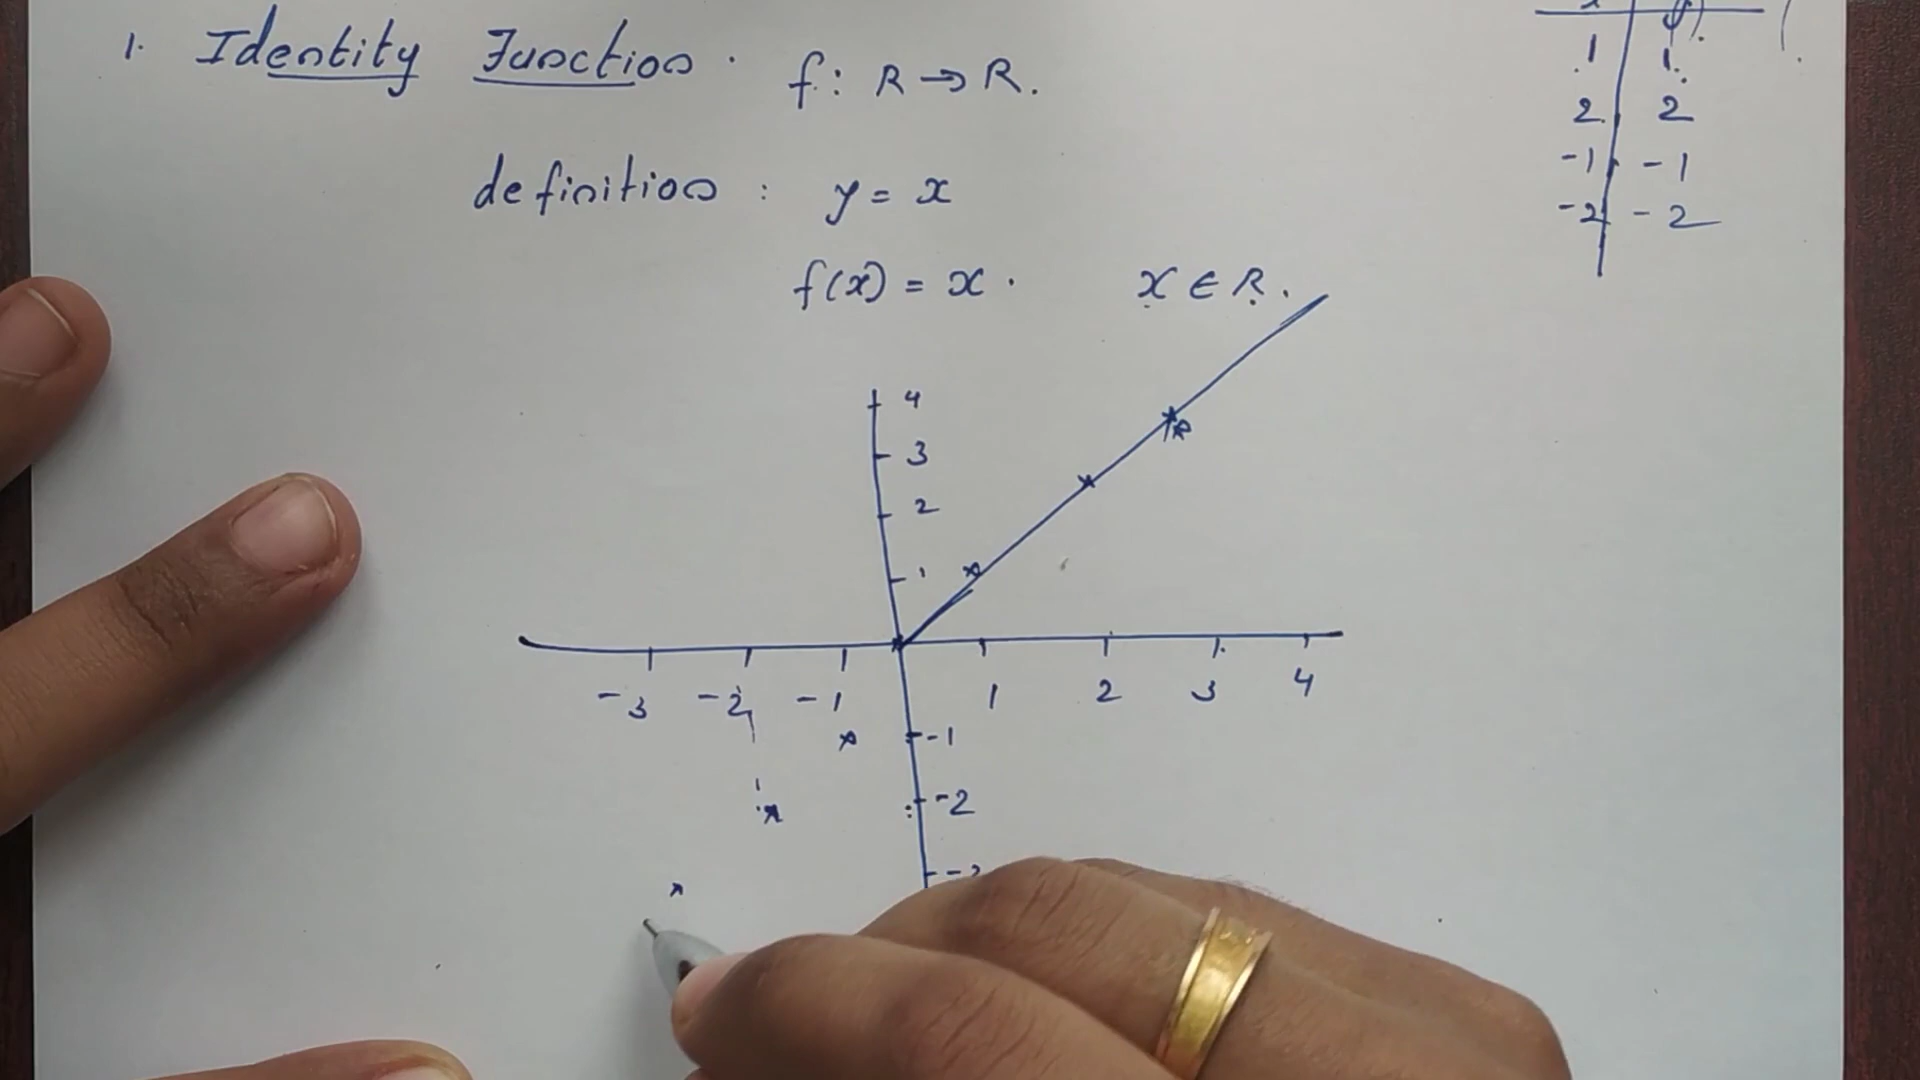 1. Identity Function. f: R → R.
definition : y = x
f(x) = x. x ∈ R.
x y
1 1
2 2
-1 -1
-2 -2
4
3
2
1
-3 -2 -1 1 2 3 4
-1
-2